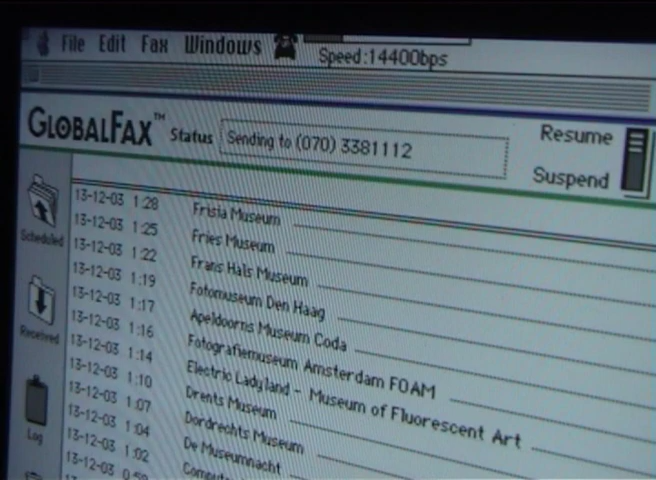 File Edit Fax Windows
Speed:14400bps
GLOBALFAX™ Status Sending to (070) 3381112 Resume
Suspend
Scheduled
Received
Log
13-12-03 1:28 Frisia Museum
13-12-03 1:25 Fries Museum
13-12-03 1:22 Frans Hals Museum
13-12-03 1:19 Fotomuseum Den Haag
13-12-03 1:17 Apeldoorns Museum Coda
13-12-03 1:16 Fotografiemuseum Amsterdam FOAM
13-12-03 1:14 Electric Ladyland - Museum of Fluorescent Art
13-12-03 1:10 Drents Museum
13-12-03 1:07 Dordrechts Museum
13-12-03 1:04 De Museumnacht
13-12-03 1:02
13-12-03